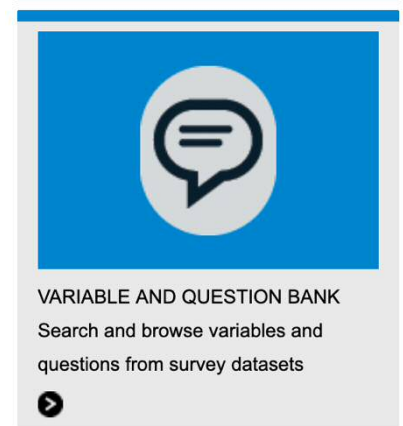 VARIABLE AND QUESTION BANK
Search and browse variables and
questions from survey datasets